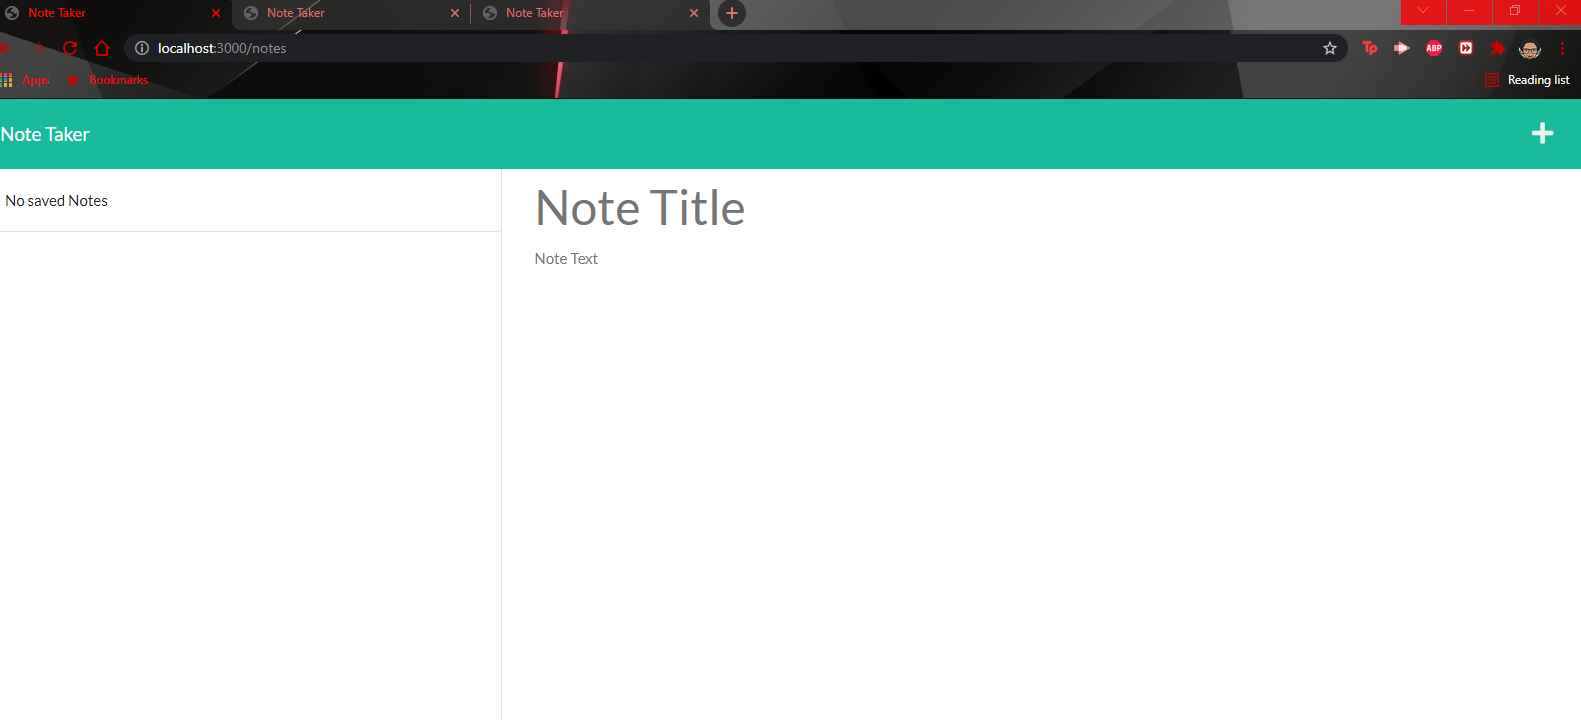 Note Taker
Note Taker
Note Taker
localhost:3000/notes
Tp
ABP
Apps
Bookmarks
Reading list
Note Taker
No saved Notes
Note Title
Note Text